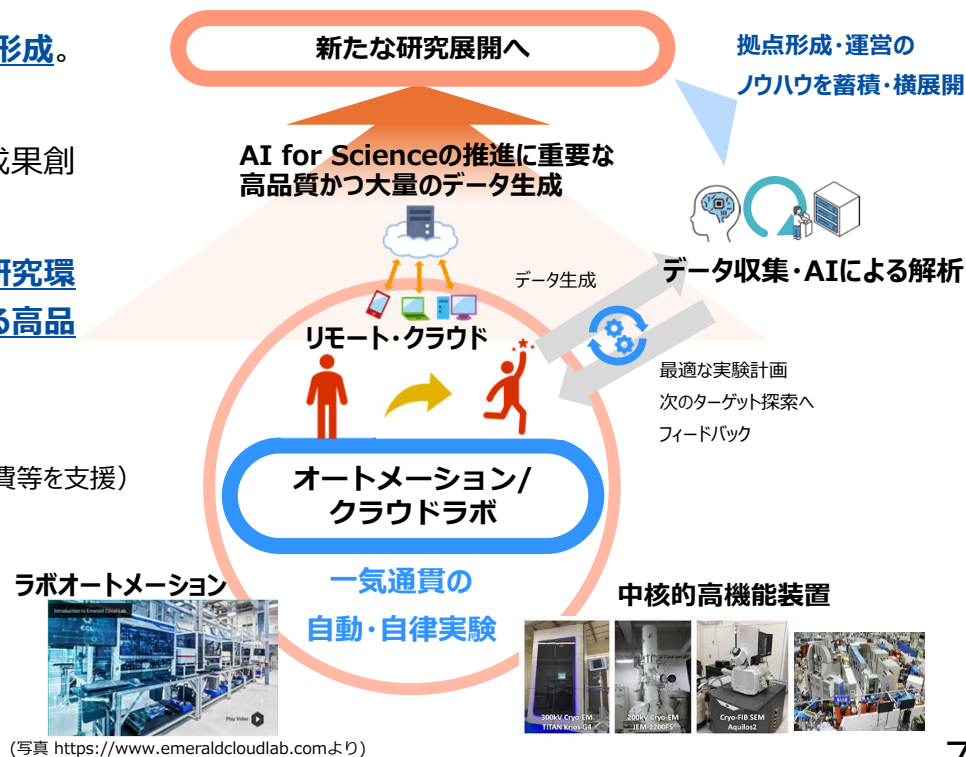 形成。
成果創
研究環
る高品
費等を支援）
新たな研究展開へ
拠点形成・運営の
ノウハウを蓄積・横展開
AI for Scienceの推進に重要な
高品質かつ大量のデータ生成
データ生成
データ収集・AIによる解析
リモート・クラウド
最適な実験計画
次のターゲット探索へ
フィードバック
オートメーション/
クラウドラボ
一気通貫の
自動・自律実験
ラボオートメーション
Introduction to Emerald Cloud Lab
ECL
Play Video
(写真 https://www.emeraldcloudlab.comより)
中核的高機能装置
300kV Cryo-EM
TITAN Krios G4
200kV Cryo-EM
JEM-2200FS
Cryo-FIB SEM
Aquilos2